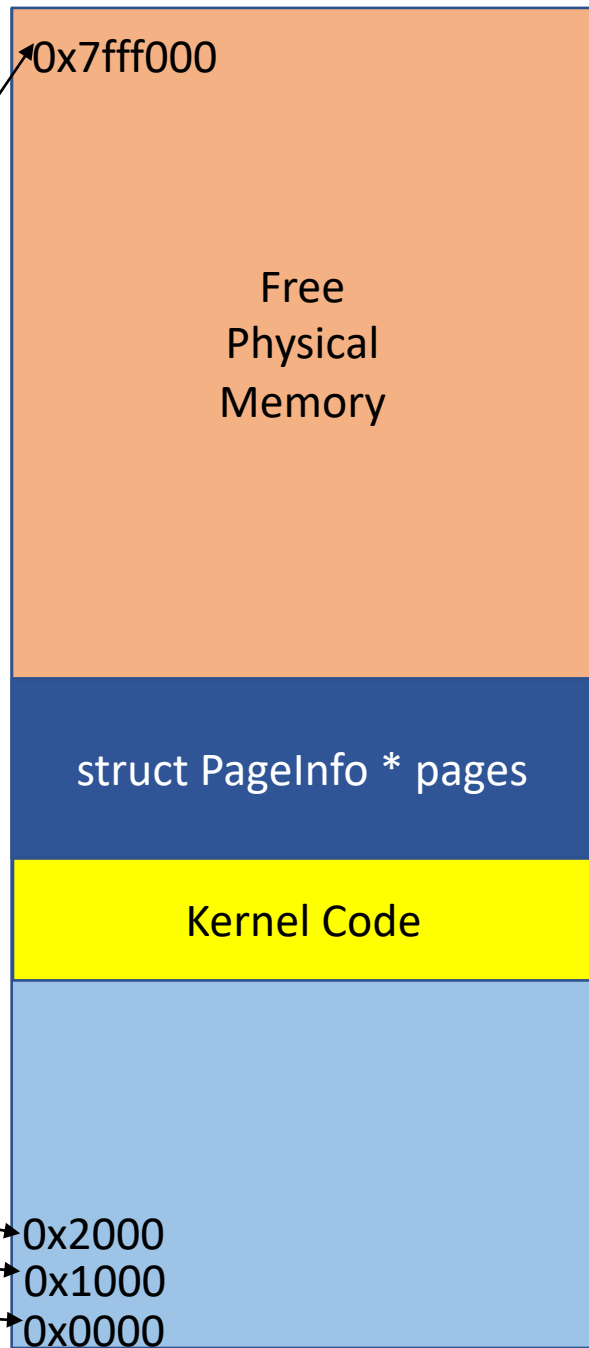 0x7fff000
Free
Physical
Memory
struct PageInfo * pages
Kernel Code
0x2000
0x1000
0x0000